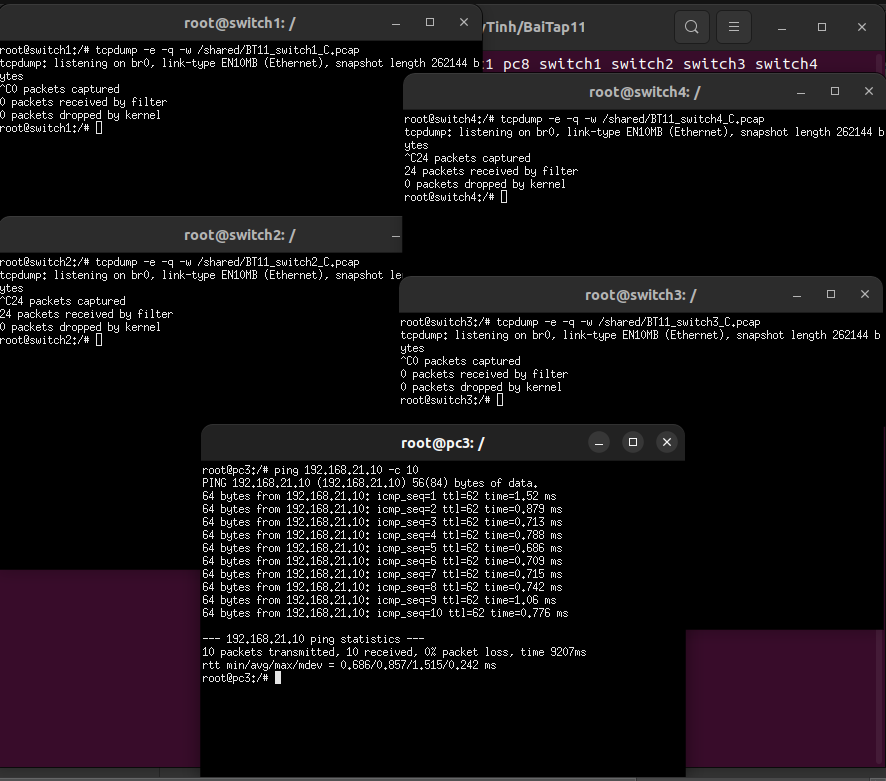 root@switch1: /
root@switch1:/# tcpdump -e -q -w /shared/BT11_switch1_C.pcap
tcpdump: listening on br0, link-type EN10MB (Ethernet), snapshot length 262144 b
ytes
^C0 packets captured
0 packets received by filter
0 packets dropped by kernel
root@switch1:/#
yTinh/BaiTap11
1 pc8 switch1 switch2 switch3 switch4
root@switch4: /
root@switch4:/# tcpdump -e -q -w /shared/BT11_switch4_C.pcap
tcpdump: listening on br0, link-type EN10MB (Ethernet), snapshot length 262144 b
ytes
^C24 packets captured
24 packets received by filter
0 packets dropped by kernel
root@switch4:/#
root@switch2: /
root@switch2:/# tcpdump -e -q -w /shared/BT11_switch2_C.pcap
tcpdump: listening on br0, link-type EN10MB (Ethernet), snapshot le
ytes
^C24 packets captured
24 packets received by filter
0 packets dropped by kernel
root@switch2:/#
root@switch3: /
root@switch3:/# tcpdump -e -q -w /shared/BT11_switch3_C.pcap
tcpdump: listening on br0, link-type EN10MB (Ethernet), snapshot length 262144 b
ytes
^C0 packets captured
0 packets received by filter
0 packets dropped by kernel
root@switch3:/#
root@pc3: /
root@pc3:/# ping 192.168.21.10 -c 10
PING 192.168.21.10 (192.168.21.10) 56(84) bytes of data.
64 bytes from 192.168.21.10: icmp_seq=1 ttl=62 time=1.52 ms
64 bytes from 192.168.21.10: icmp_seq=2 ttl=62 time=0.879 ms
64 bytes from 192.168.21.10: icmp_seq=3 ttl=62 time=0.713 ms
64 bytes from 192.168.21.10: icmp_seq=4 ttl=62 time=0.788 ms
64 bytes from 192.168.21.10: icmp_seq=5 ttl=62 time=0.686 ms
64 bytes from 192.168.21.10: icmp_seq=6 ttl=62 time=0.709 ms
64 bytes from 192.168.21.10: icmp_seq=7 ttl=62 time=0.715 ms
64 bytes from 192.168.21.10: icmp_seq=8 ttl=62 time=0.742 ms
64 bytes from 192.168.21.10: icmp_seq=9 ttl=62 time=1.06 ms
64 bytes from 192.168.21.10: icmp_seq=10 ttl=62 time=0.776 ms
--- 192.168.21.10 ping statistics ---
10 packets transmitted, 10 received, 0% packet loss, time 9207ms
rtt min/avg/max/mdev = 0.686/0.857/1.515/0.242 ms
root@pc3:/#